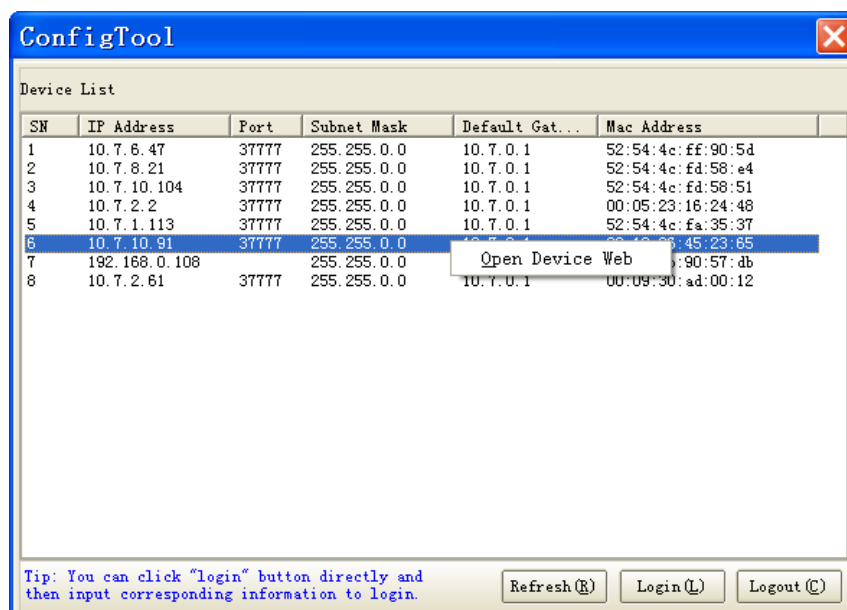 ConfigTool
Device List
SN IP Address Port Subnet Mask Default Gat... Mac Address
1 10.7.6.47 37777 255.255.0.0 10.7.0.1 52:54:4c:ff:90:5d
2 10.7.8.21 37777 255.255.0.0 10.7.0.1 52:54:4c:fd:58:e4
3 10.7.10.104 37777 255.255.0.0 10.7.0.1 52:54:4c:fd:58:51
4 10.7.2.2 37777 255.255.0.0 10.7.0.1 00:05:23:16:24:48
5 10.7.1.113 37777 255.255.0.0 10.7.0.1 52:54:4c:fa:35:37
6 10.7.10.91 37777 255.255.0.0 :45:23:65
Open Device Web
7 192.168.0.108 255.255.0.0 :90:57:db
8 10.7.2.61 37777 255.255.0.0 10.7.0.1 00:09:30:ad:00:12
Tip: You can click "login" button directly and
then input corresponding information to login.
Refresh(R) Login(L) Logout(C)